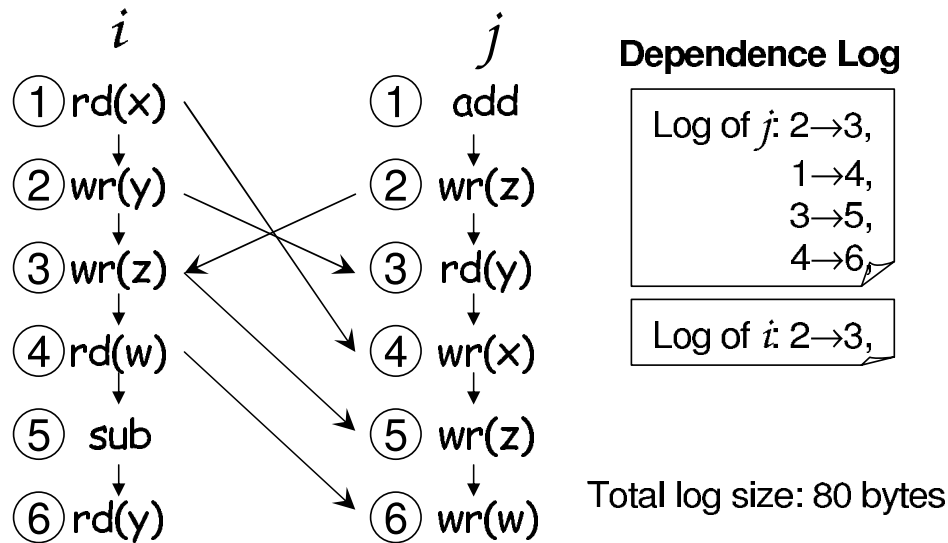 i j
Dependence Log
① rd(x) ① add
Log of j: 2→3,
1→4,
3→5,
4→6,
② wr(y) ② wr(z)
③ wr(z) ③ rd(y)
④ rd(w) ④ wr(x)
Log of i: 2→3,
⑤ sub ⑤ wr(z)
⑥ rd(y) ⑥ wr(w)
Total log size: 80 bytes